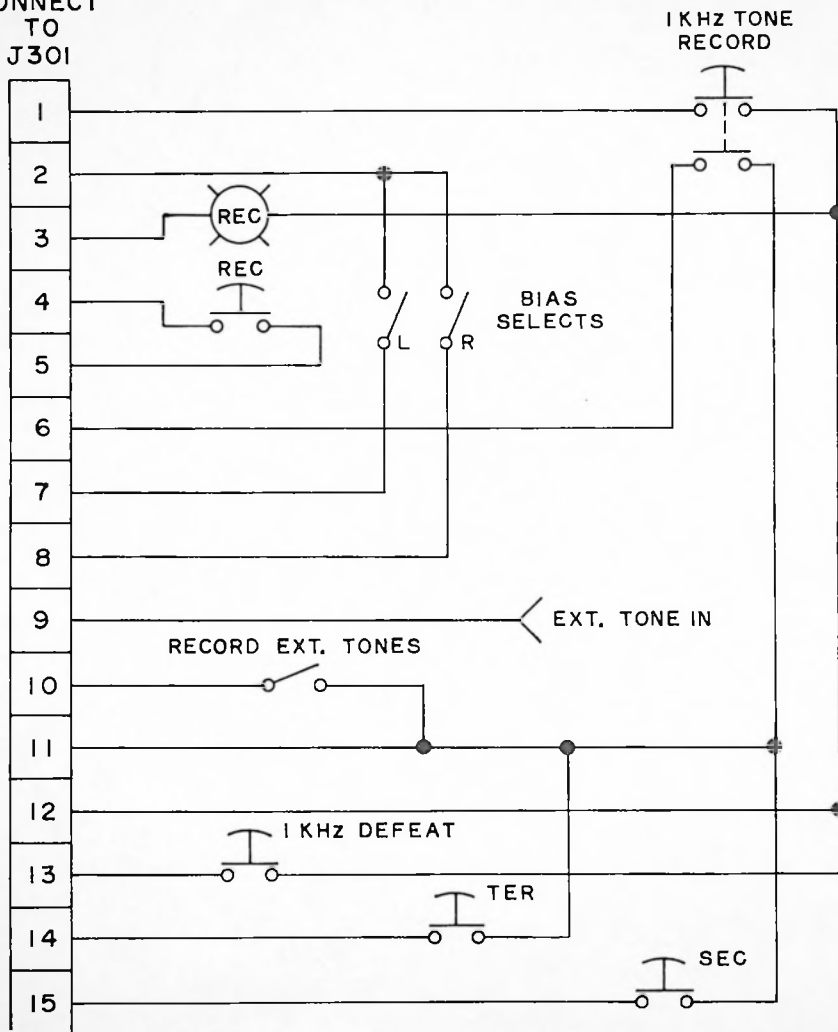 TO
J301
1 KHz TONE
RECORD
1
2
REC
3
REC
4
BIAS
SELECTS
L
R
5
6
7
8
9
EXT. TONE IN
RECORD EXT. TONES
10
11
12
1 KHz DEFEAT
13
TER
14
SEC
15